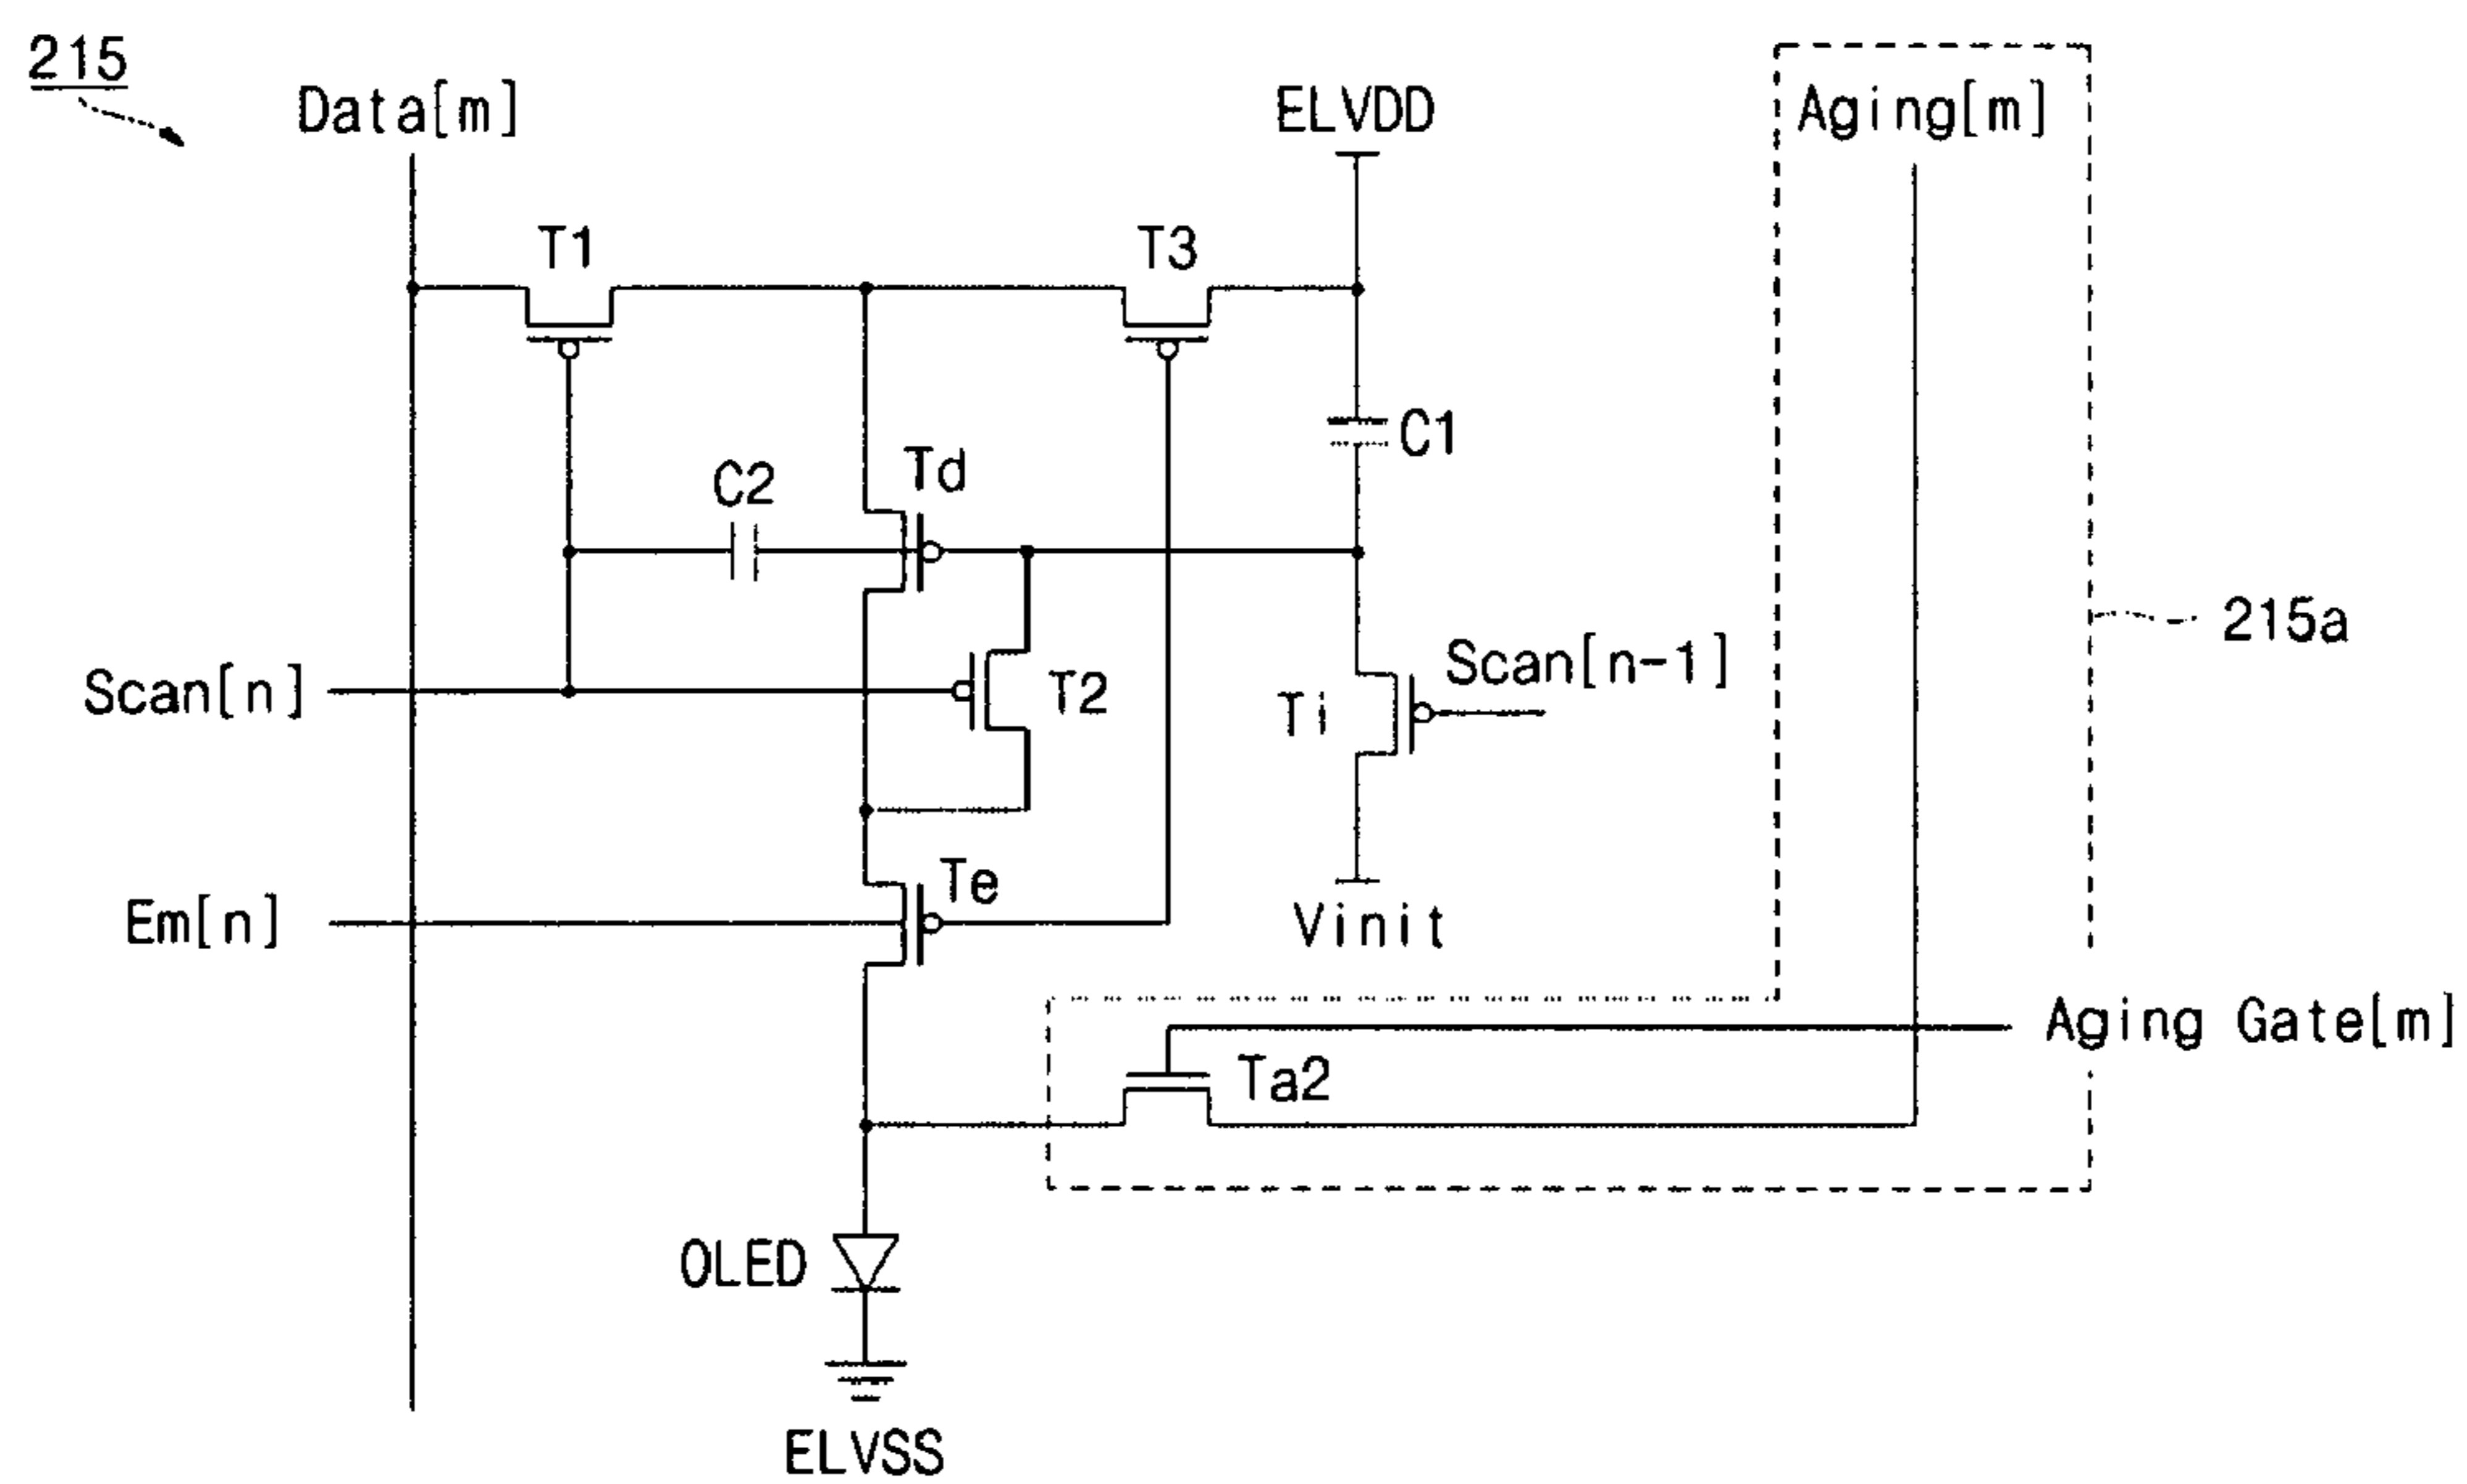 215
Data[m]
ELVDD
Aging[m]
T1
T3
C1
Td
C2
215a
Scan[n-1]
Scan[n]
T2
Ti
Te
Em[n]
Vinit
Aging Gate[m]
Ta2
OLED
ELVSS